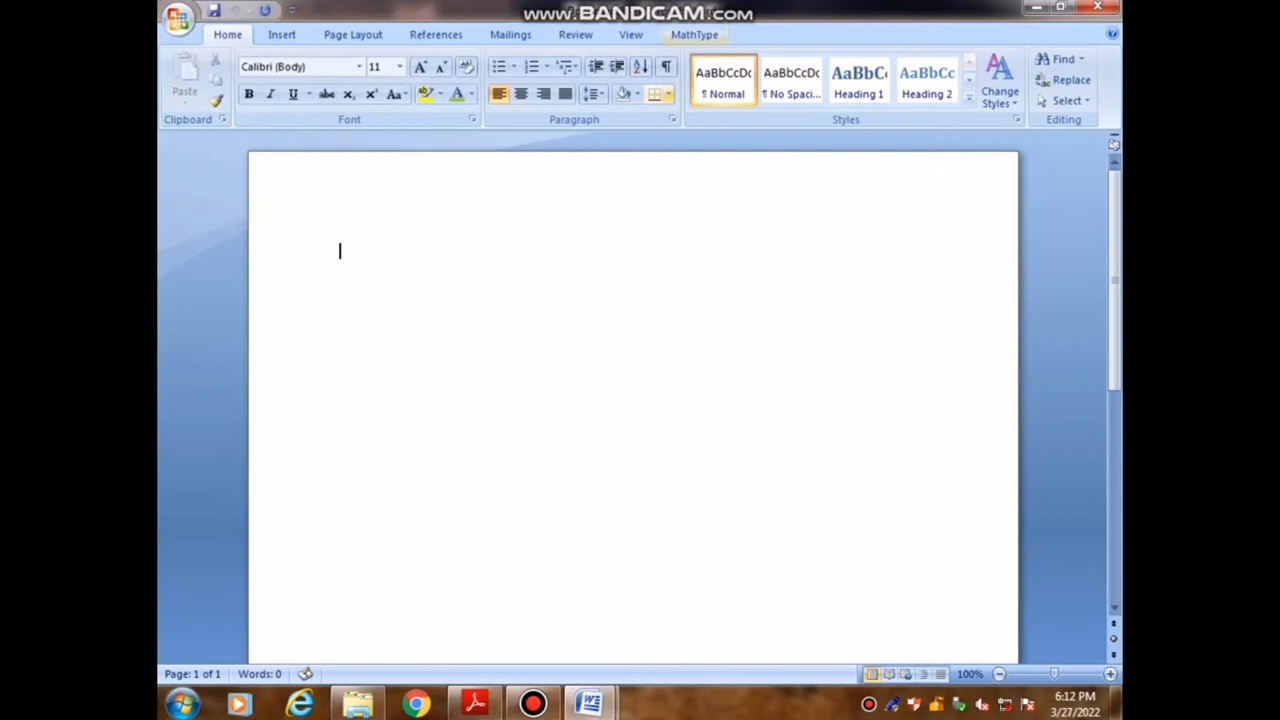 www.BANDICAM.com
Home Insert Page Layout References Mailings Review View MathType
Calibri (Body) 11
AaBbCcDc AaBbCcDc AaBbCc AaBbCc
Paste ¶ Normal ¶ No Spaci... Heading 1 Heading 2 Change Styles
Find
Replace
Select
Clipboard Font Paragraph Styles Editing
Page: 1 of 1 Words: 0 100%
6:12 PM
3/27/2022